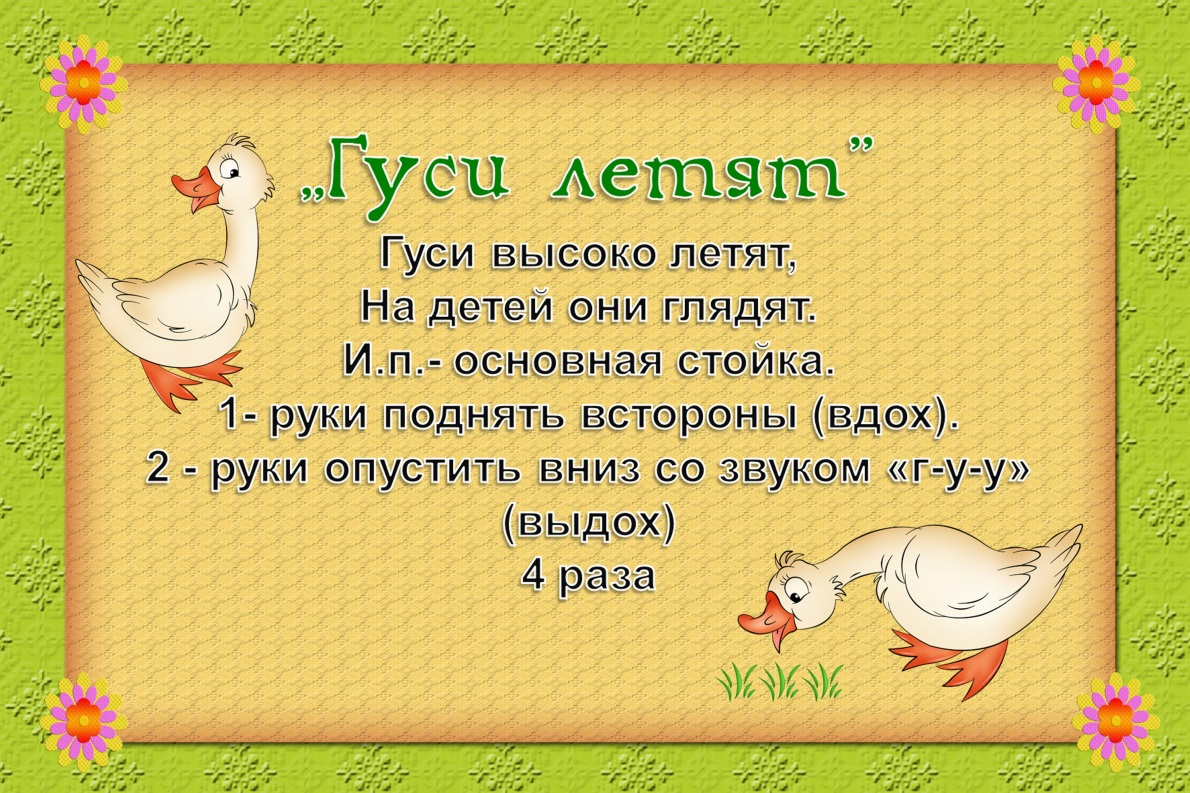 „Гуси летят”
Гуси высоко летят,
На детей они глядят.
И.п.- основная стойка.
1- руки поднять встороны (вдох).
2 - руки опустить вниз со звуком «г-у-у»
(выдох)
4 раза